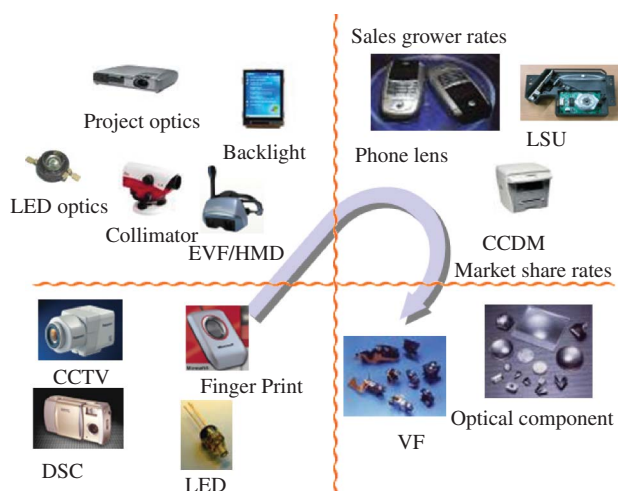 Sales grower rates
Project optics
Backlight
Phone lens
LSU
LED optics
Collimator
EVF/HMD
CCDM
Market share rates
CCTV
Finger Print
Optical component
VF
DSC
LED